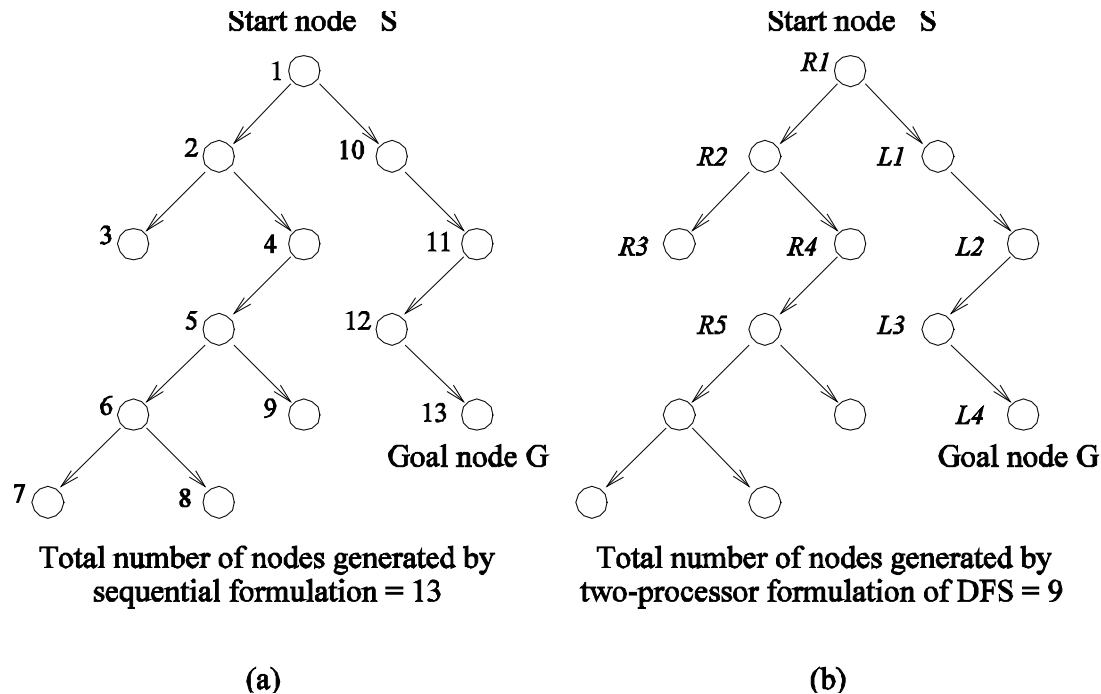 Start node S
1
2
10
3
4
11
5
12
6
9
13
Goal node G
7
8
Total number of nodes generated by
sequential formulation = 13
(a)
Start node S
R1
R2
L1
R3
R4
L2
R5
L3
L4
Goal node G
Total number of nodes generated by
two-processor formulation of DFS = 9
(b)